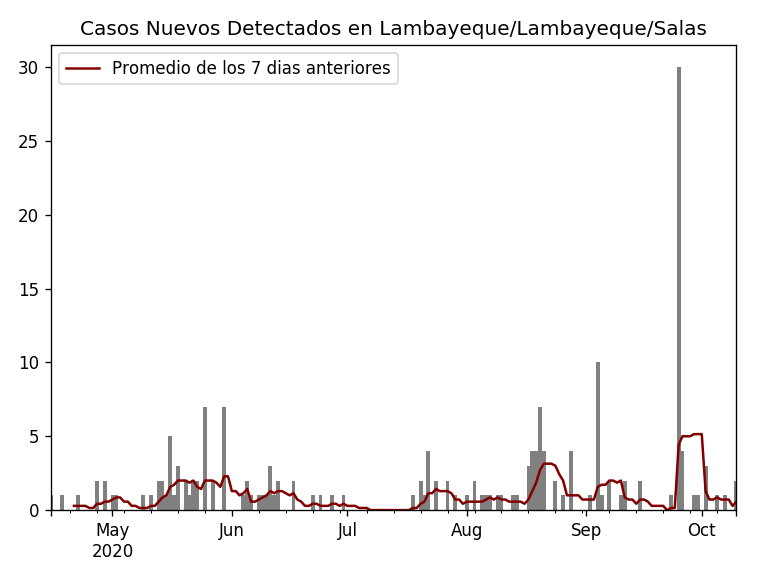 Casos Nuevos Detectados en Lambayeque/Lambayeque/Salas
Promedio de los 7 dias anteriores
30
25
20
15
10
5
0
May Jun Jul Aug Sep Oct
2020